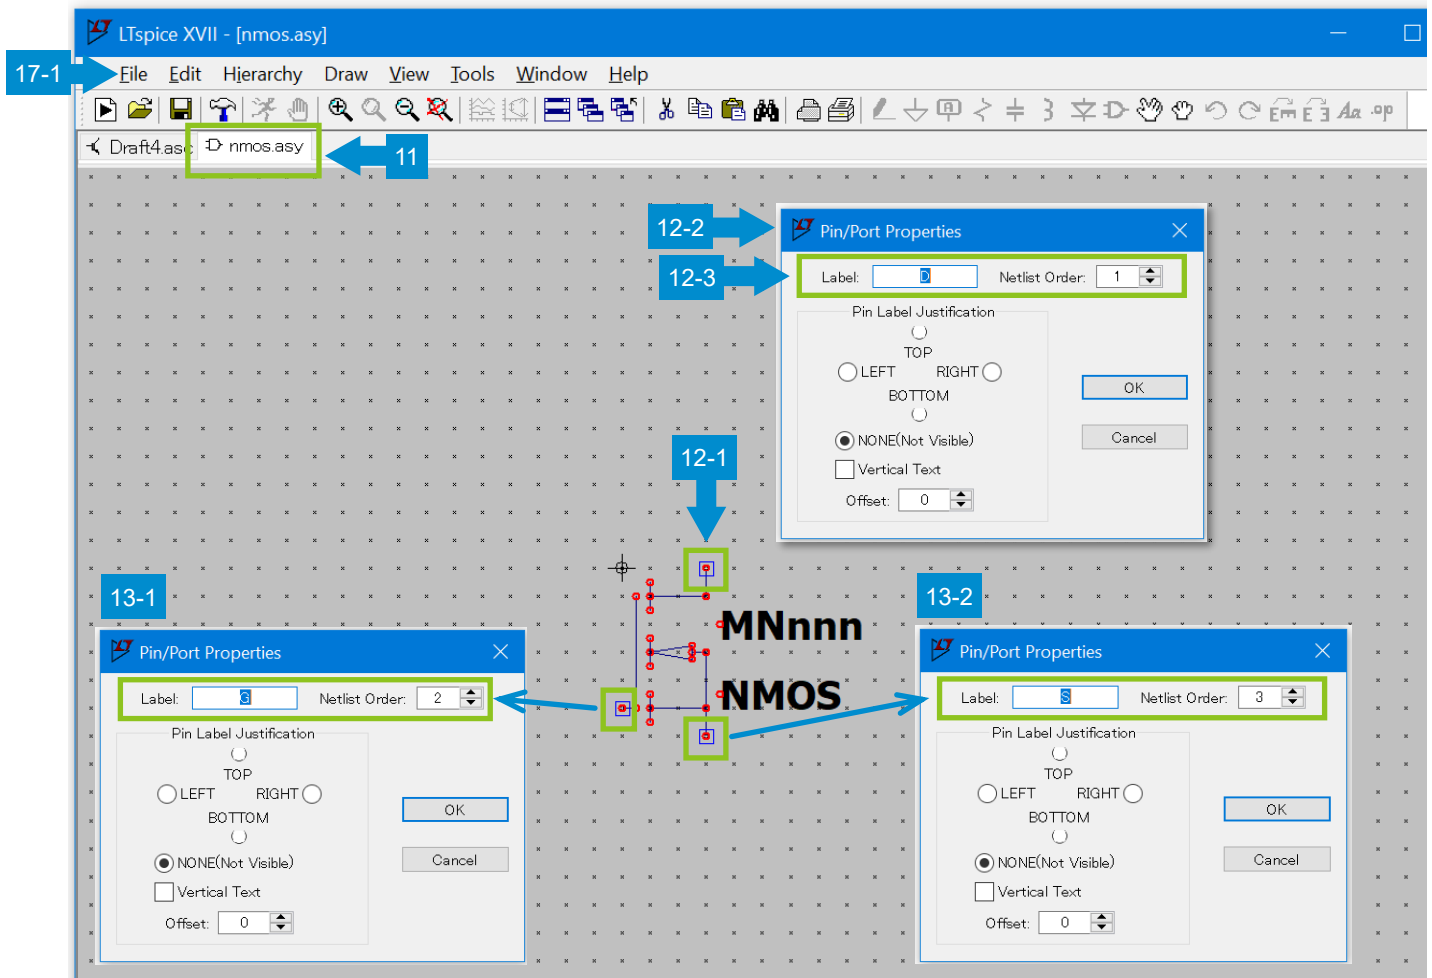 LTspice XVII - [nmos.asy]
17-1
File Edit Hierarchy Draw View Tools Window Help
Aa .op
Draft4.asc nmos.asy
11
12-2
Pin/Port Properties
12-3
Label: D Netlist Order: 1
Pin Label Justification
TOP
LEFT RIGHT
BOTTOM
NONE(Not Visible)
Vertical Text
Offset: 0
OK
Cancel
12-1
MNnnn
NMOS
13-1
Pin/Port Properties
Label: G Netlist Order: 2
Pin Label Justification
TOP
LEFT RIGHT
BOTTOM
NONE(Not Visible)
Vertical Text
Offset: 0
OK
Cancel
13-2
Pin/Port Properties
Label: S Netlist Order: 3
Pin Label Justification
TOP
LEFT RIGHT
BOTTOM
NONE(Not Visible)
Vertical Text
Offset: 0
OK
Cancel